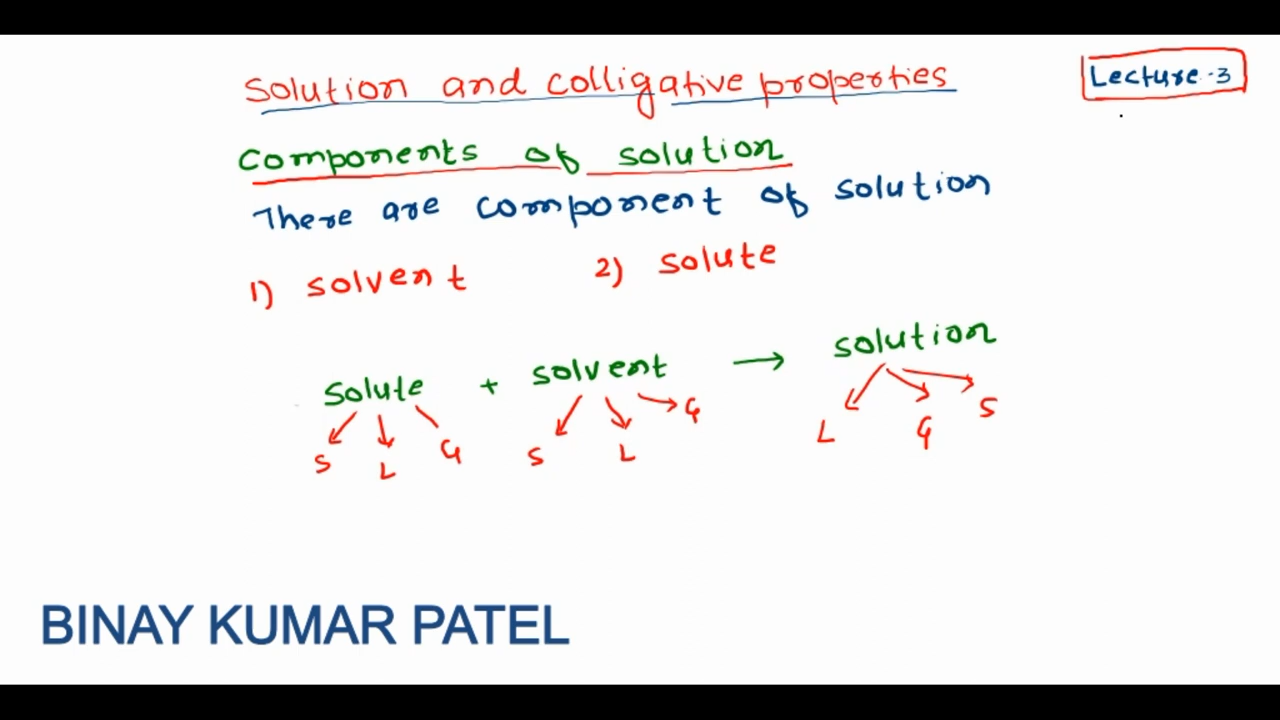 Solution and colligative properties
Lecture-3
Components of solution
There are component of solution
1) solvent 2) solute
Solute + solvent → solution
S L G S L G L G S
BINAY KUMAR PATEL